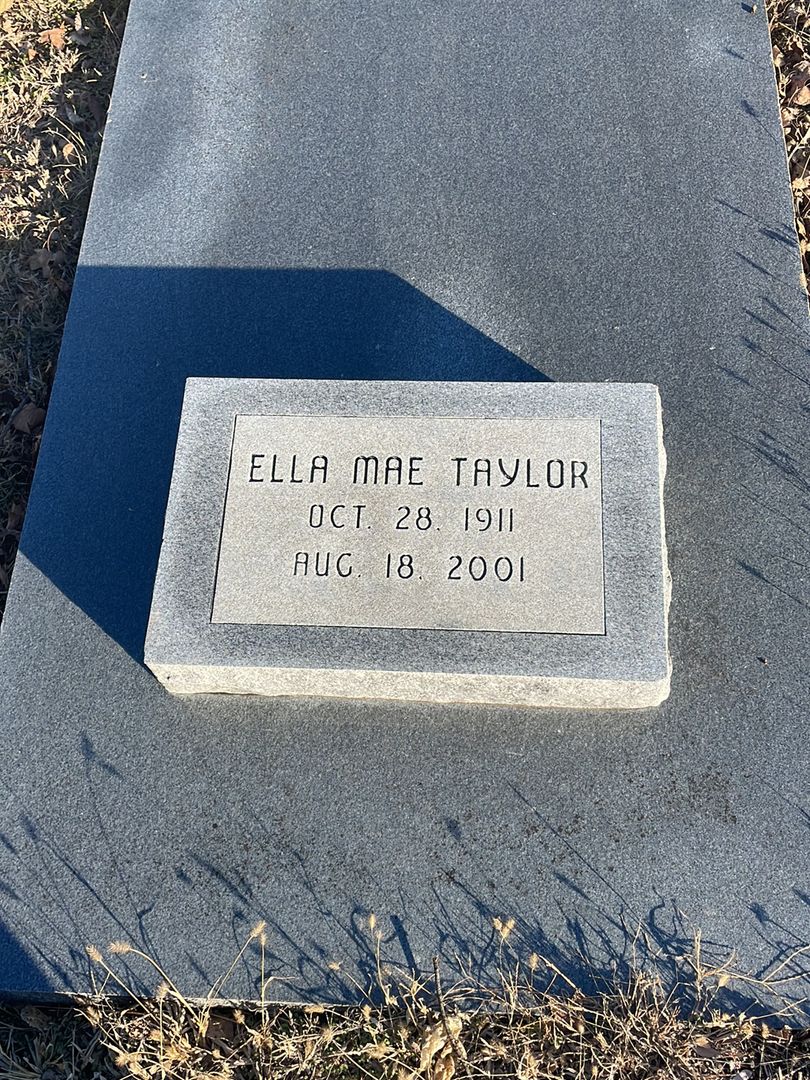 ELLA MAE TAYLOR
OCT. 28. 1911
AUG. 18. 2001